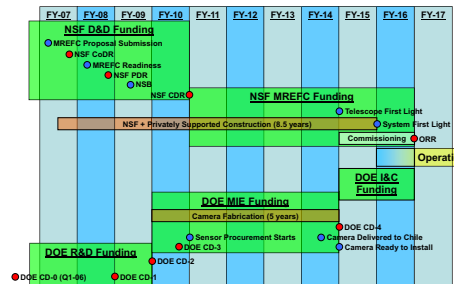 FY-07 FY-08 FY-09 FY-10 FY-11 FY-12 FY-13 FY-14 FY-15 FY-16 FY-17
NSF D&D Funding
MREFC Proposal Submission
NSF CoDR
MREFC Readiness
NSF PDR
NSB
NSF CDR
NSF MREFC Funding
Telescope First Light
NSF + Privately Supported Construction (8.5 years)
System First Light
Commissioning
ORR
Operati
DOE I&C
Funding
DOE MIE Funding
Camera Fabrication (5 years)
DOE CD-4
Sensor Procurement Starts
Camera Delivered to Chile
DOE CD-3
Camera Ready to Install
DOE R&D Funding
DOE CD-2
DOE CD-0 (Q1-06)
DOE CD-1